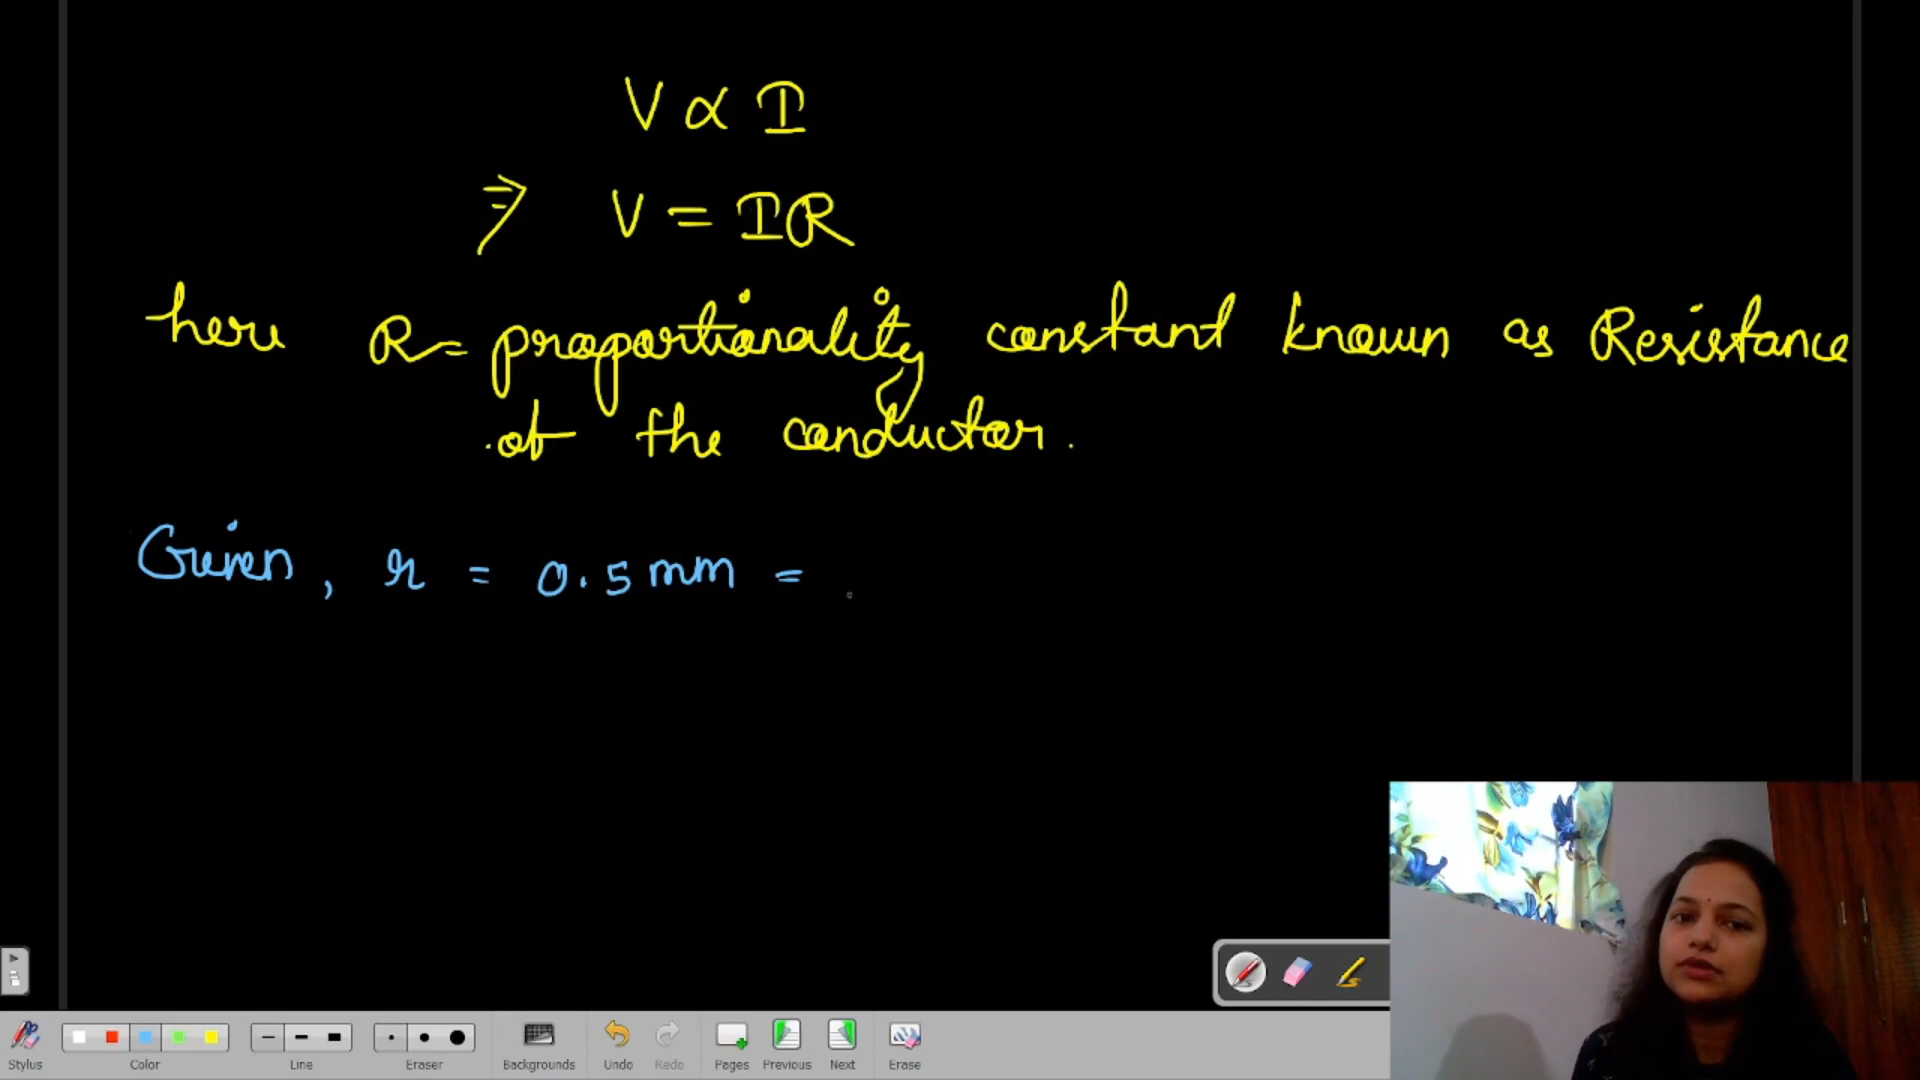 V ∝ I
⇒ V = IR
here R = proportionality constant known as Resistance
of the conductor.
Given, r = 0.5 mm =
Stylus Color Line Eraser Backgrounds Undo Redo Pages Previous Next Erase